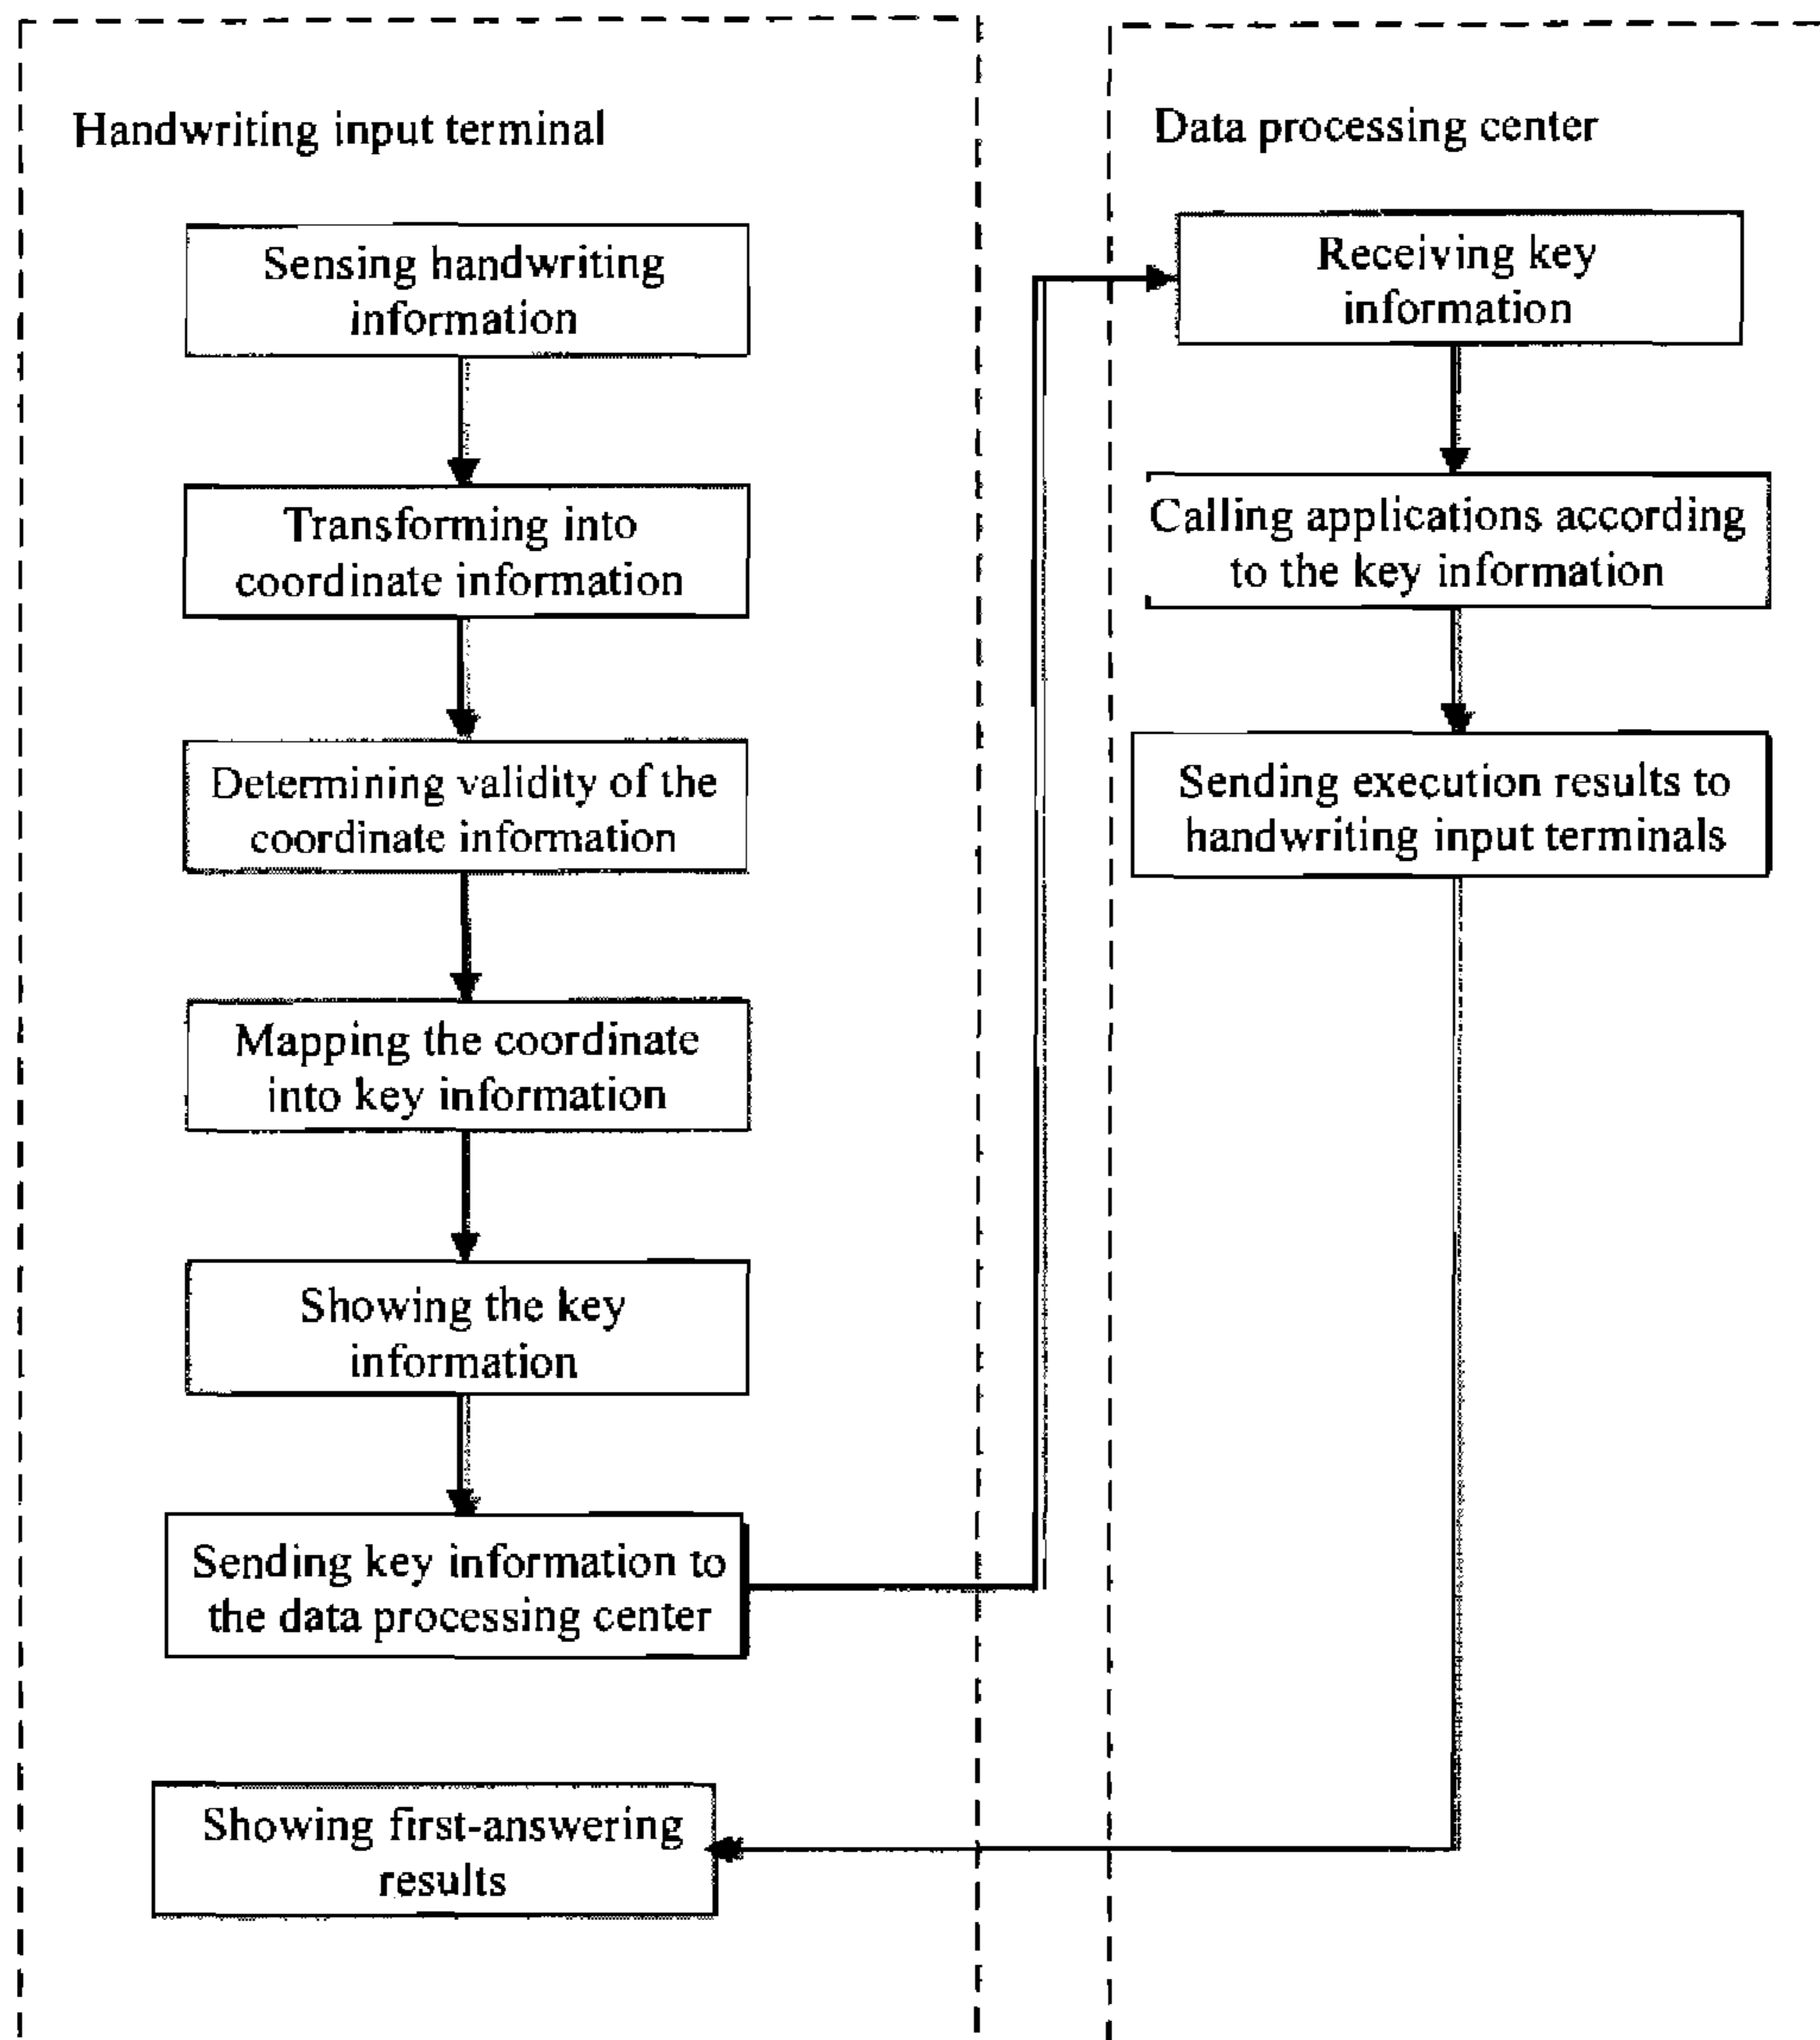 Handwriting input terminal
Sensing handwriting
information
Transforming into
coordinate information
Determining validity of the
coordinate information
Mapping the coordinate
into key information
Showing the key
information
Sending key information to
the data processing center
Showing first-answering
results
Data processing center
Receiving key
information
Calling applications according
to the key information
Sending execution results to
handwriting input terminals